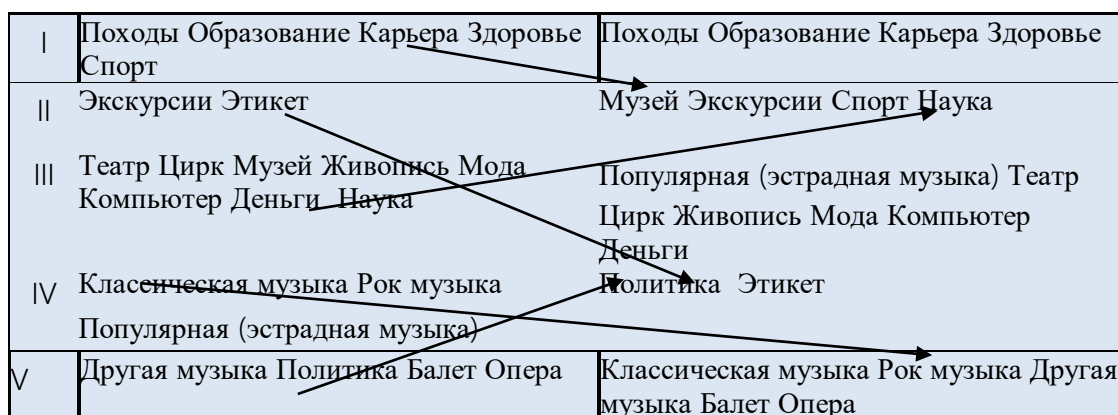 I
Походы Образование Карьера Здоровье
Спорт
Походы Образование Карьера Здоровье
II
Экскурсии Этикет
Музей Экскурсии Спорт Наука
III
Театр Цирк Музей Живопись Мода
Компьютер Деньги Наука
Популярная (эстрадная музыка) Театр
Цирк Живопись Мода Компьютер
Деньги
IV
Классическая музыка Рок музыка
Популярная (эстрадная музыка)
Политика Этикет
V
Другая музыка Политика Балет Опера
Классическая музыка Рок музыка Другая
музыка Балет Опера